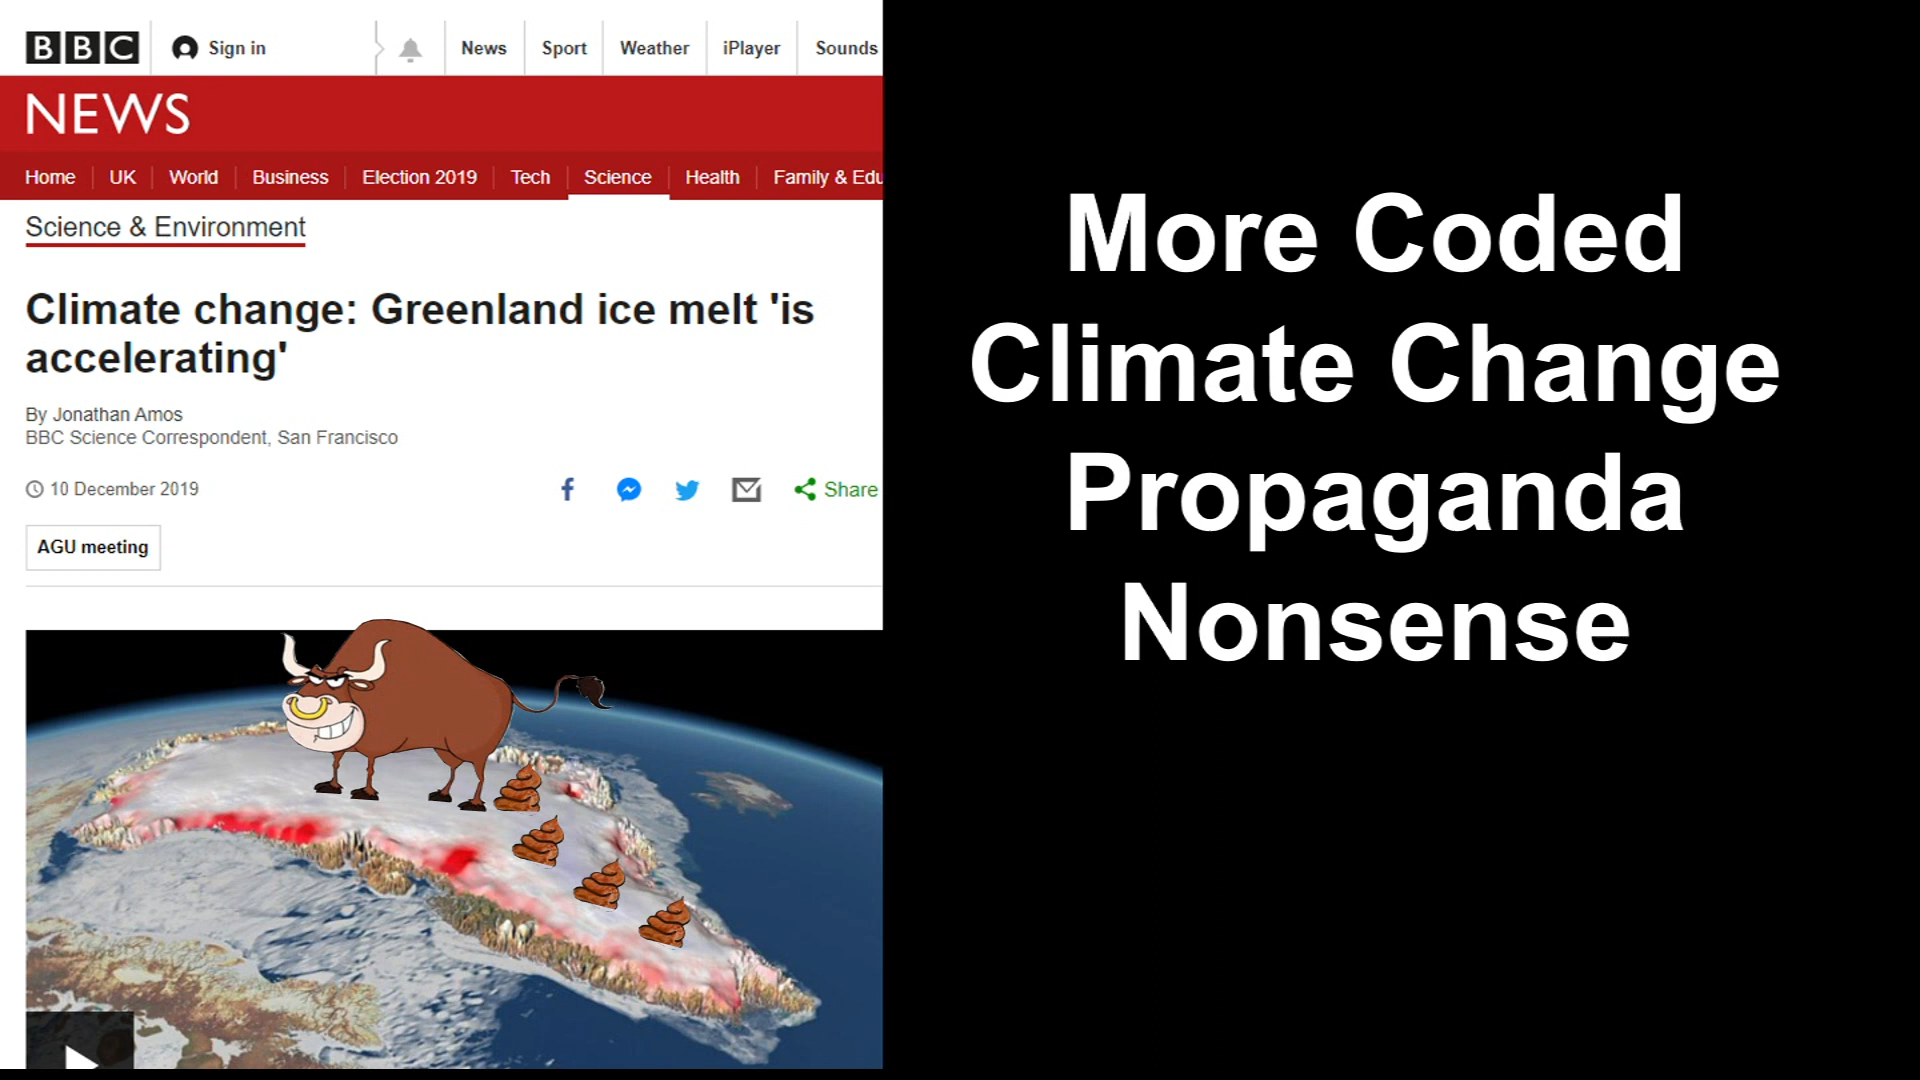 BBC Sign in News Sport Weather iPlayer Sounds
NEWS
Home UK World Business Election 2019 Tech Science Health Family & Edu
Science & Environment
Climate change: Greenland ice melt 'is
accelerating'
By Jonathan Amos
BBC Science Correspondent, San Francisco
10 December 2019 Share
AGU meeting
More Coded
Climate Change
Propaganda
Nonsense